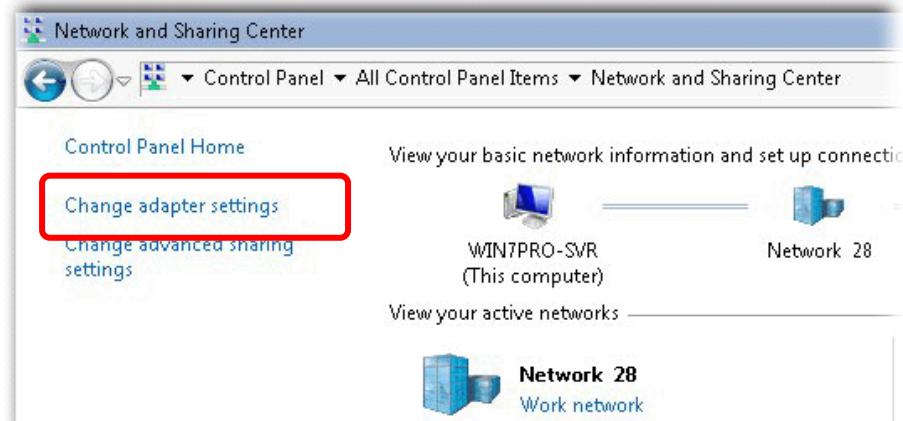 Network and Sharing Center
Control Panel All Control Panel Items Network and Sharing Center
Control Panel Home
Change adapter settings
Change advanced sharing
settings
View your basic network information and set up connectic
WIN7PRO-SVR
(This computer)
Network 28
View your active networks
Network 28
Work network